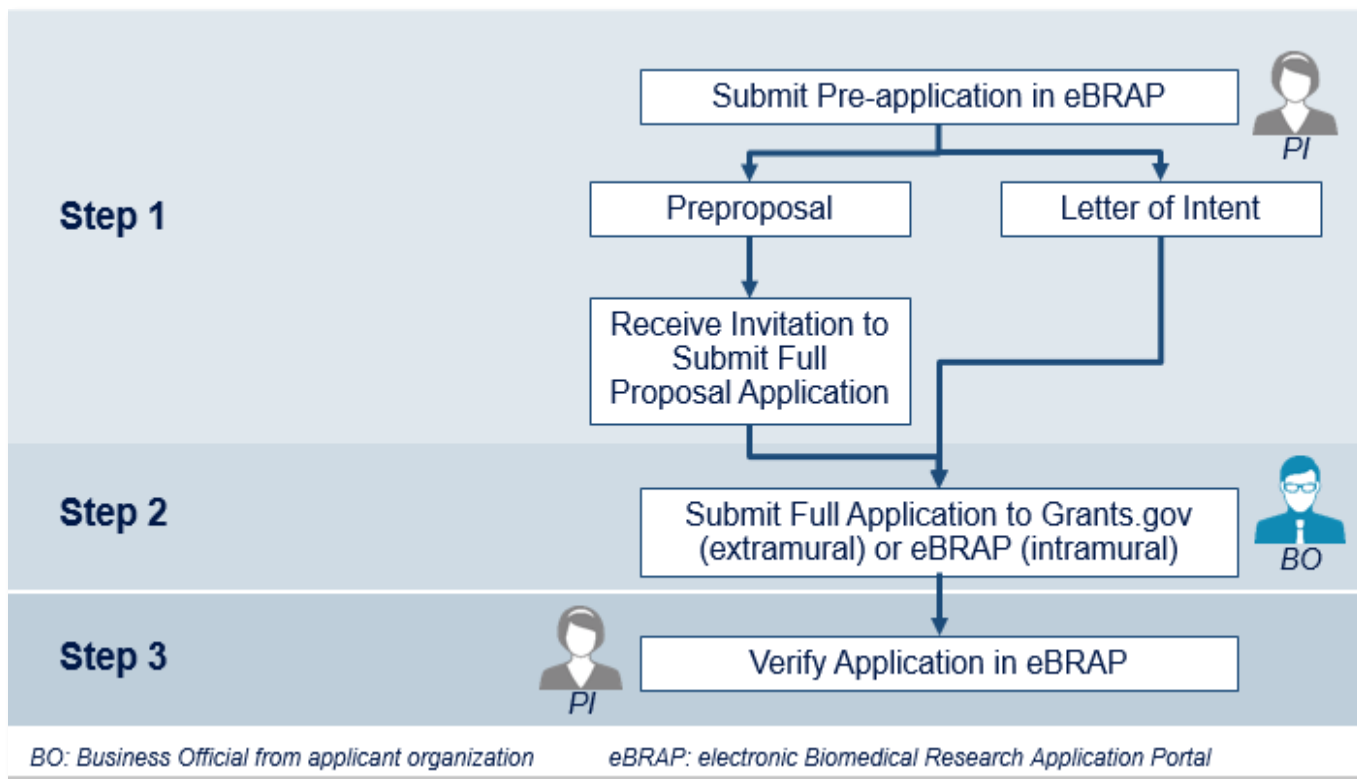 Submit Pre-application in eBRAP
PI
Step 1
Preproposal
Letter of Intent
Receive Invitation to
Submit Full
Proposal Application
Step 2
Submit Full Application to Grants.gov
(extramural) or eBRAP (intramural)
BO
Step 3
PI
Verify Application in eBRAP
BO: Business Official from applicant organization
eBRAP: electronic Biomedical Research Application Portal